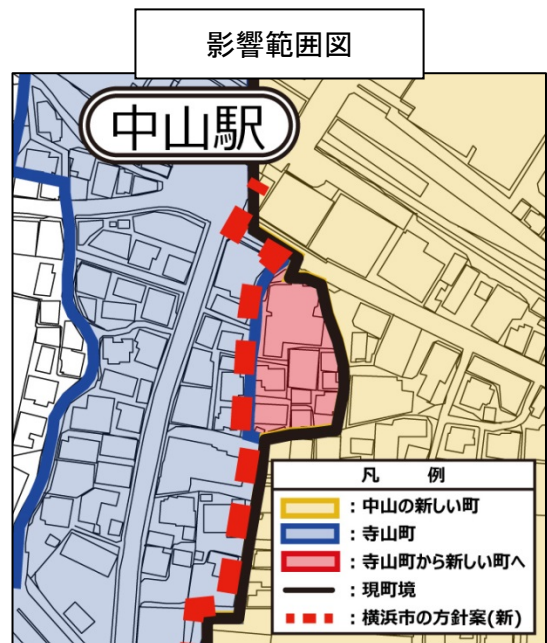 影響範囲図
中山駅
凡 例
：中山の新しい町
：寺山町
：寺山町から新しい町へ
：現町境
：横浜市の方針案(新)